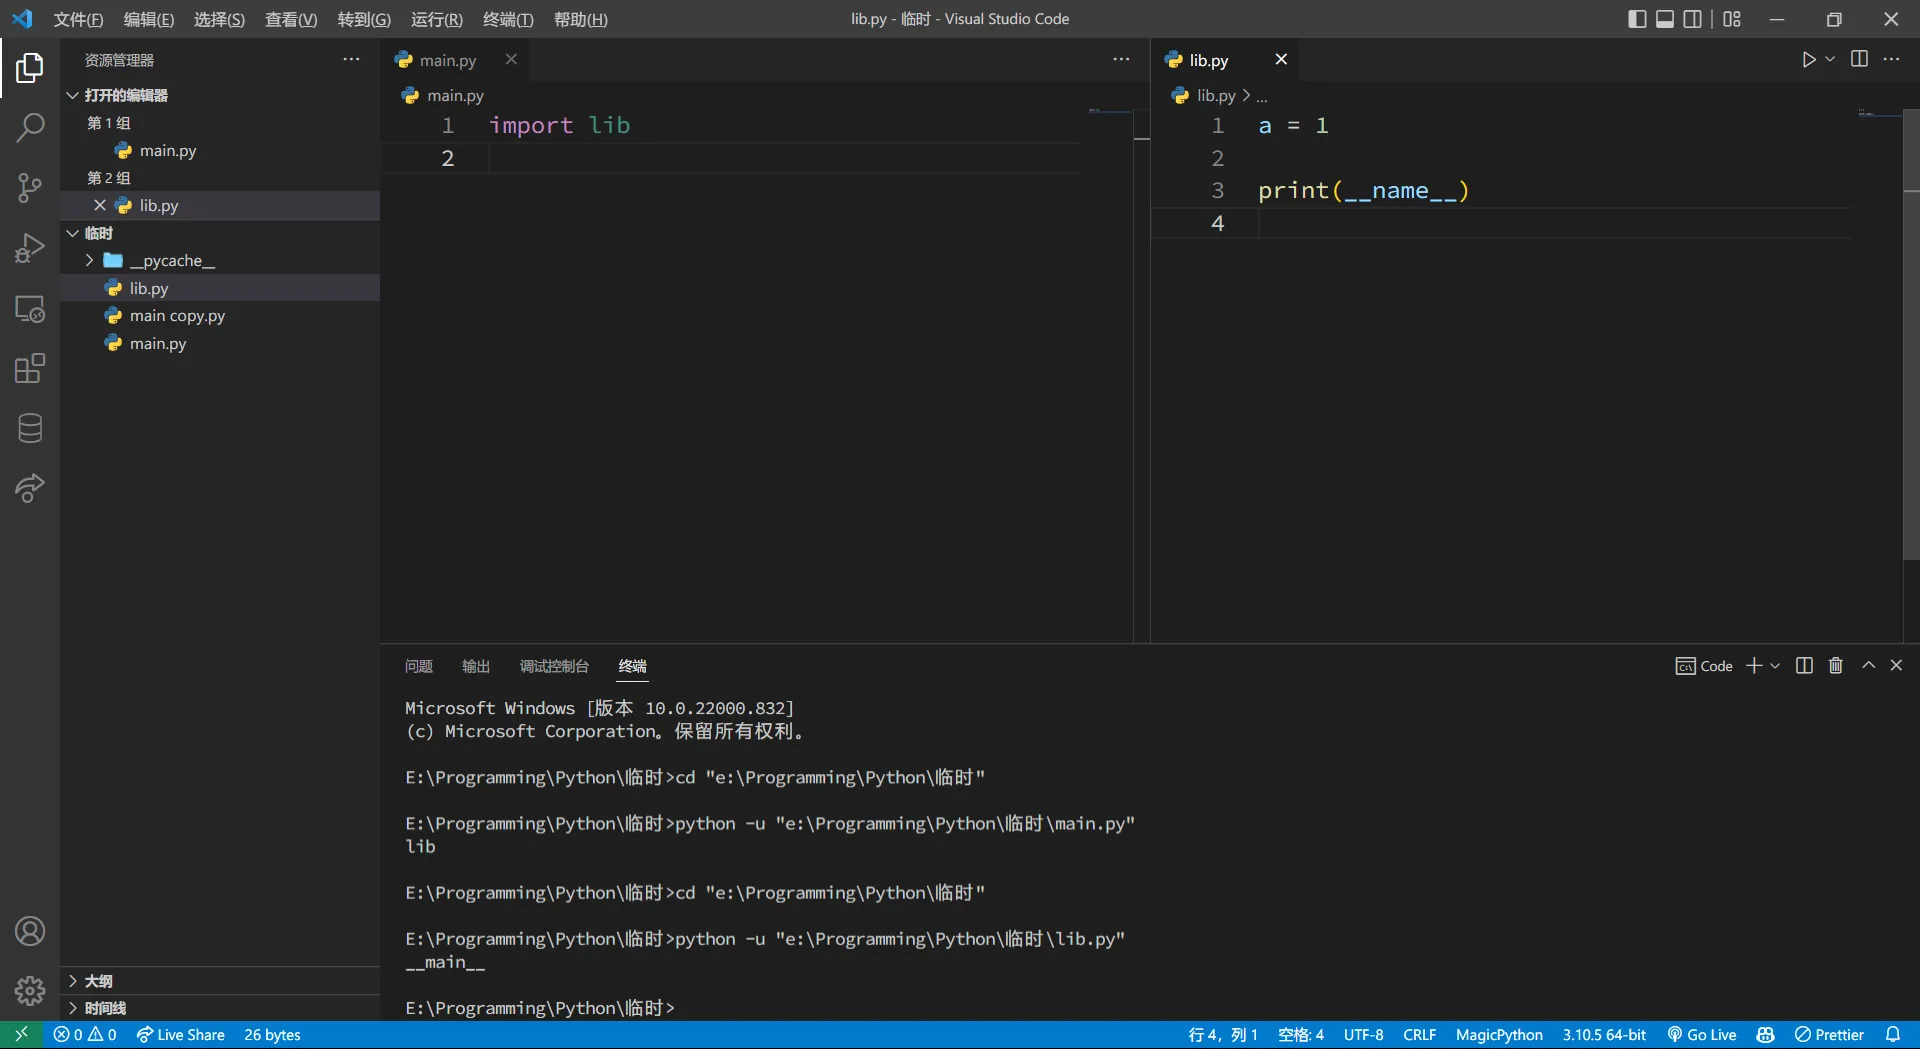 文件(F) 编辑(E) 选择(S) 查看(V) 转到(G) 运行(R) 终端(T) 帮助(H) lib.py - 临时 - Visual Studio Code
资源管理器
打开的编辑器
第 1 组
main.py
第 2 组
lib.py
临时
__pycache__
lib.py
main copy.py
main.py
大纲
时间线
main.py
main.py
1 import lib
2
lib.py
lib.py > ...
1 a = 1
2
3 print(__name__)
4
问题 输出 调试控制台 终端 Code
Microsoft Windows [版本 10.0.22000.832]
(c) Microsoft Corporation。保留所有权利。
E:\Programming\Python\临时>cd "e:\Programming\Python\临时"
E:\Programming\Python\临时>python -u "e:\Programming\Python\临时\main.py"
lib
E:\Programming\Python\临时>cd "e:\Programming\Python\临时"
E:\Programming\Python\临时>python -u "e:\Programming\Python\临时\lib.py"
__main__
E:\Programming\Python\临时>
0 0 Live Share 26 bytes 行 4，列 1 空格: 4 UTF-8 CRLF MagicPython 3.10.5 64-bit Go Live Prettier